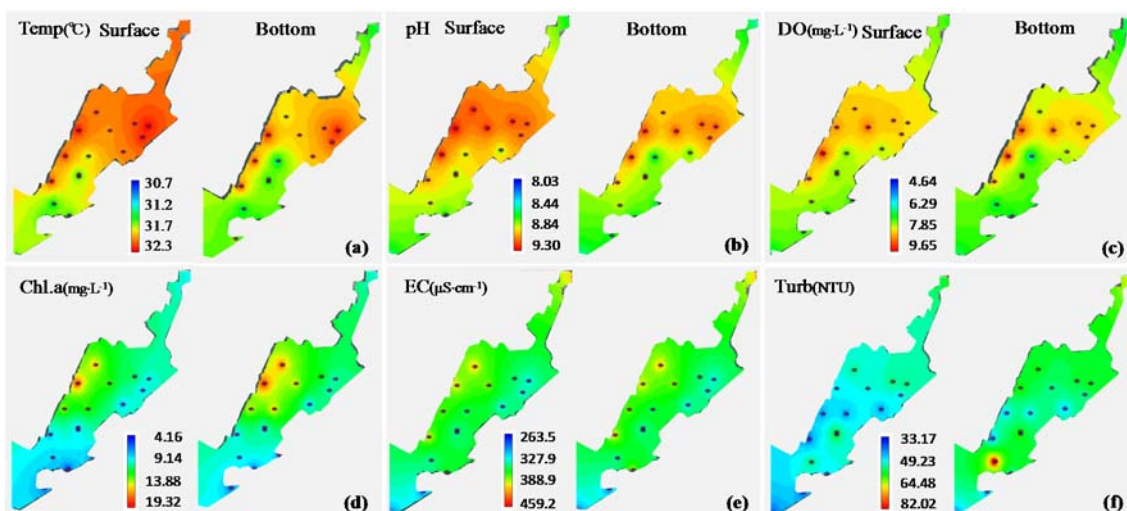 Temp(℃) Surface
Bottom
30.7
31.2
31.7
32.3
(a)
pH Surface
Bottom
8.03
8.44
8.84
9.30
(b)
DO(mg·L⁻¹) Surface
Bottom
4.64
6.29
7.85
9.65
(c)
Chl.a(mg·L⁻¹)
4.16
9.14
13.88
19.32
(d)
EC(μS·cm⁻¹)
263.5
327.9
388.9
459.2
(e)
Turb(NTU)
33.17
49.23
64.48
82.02
(f)